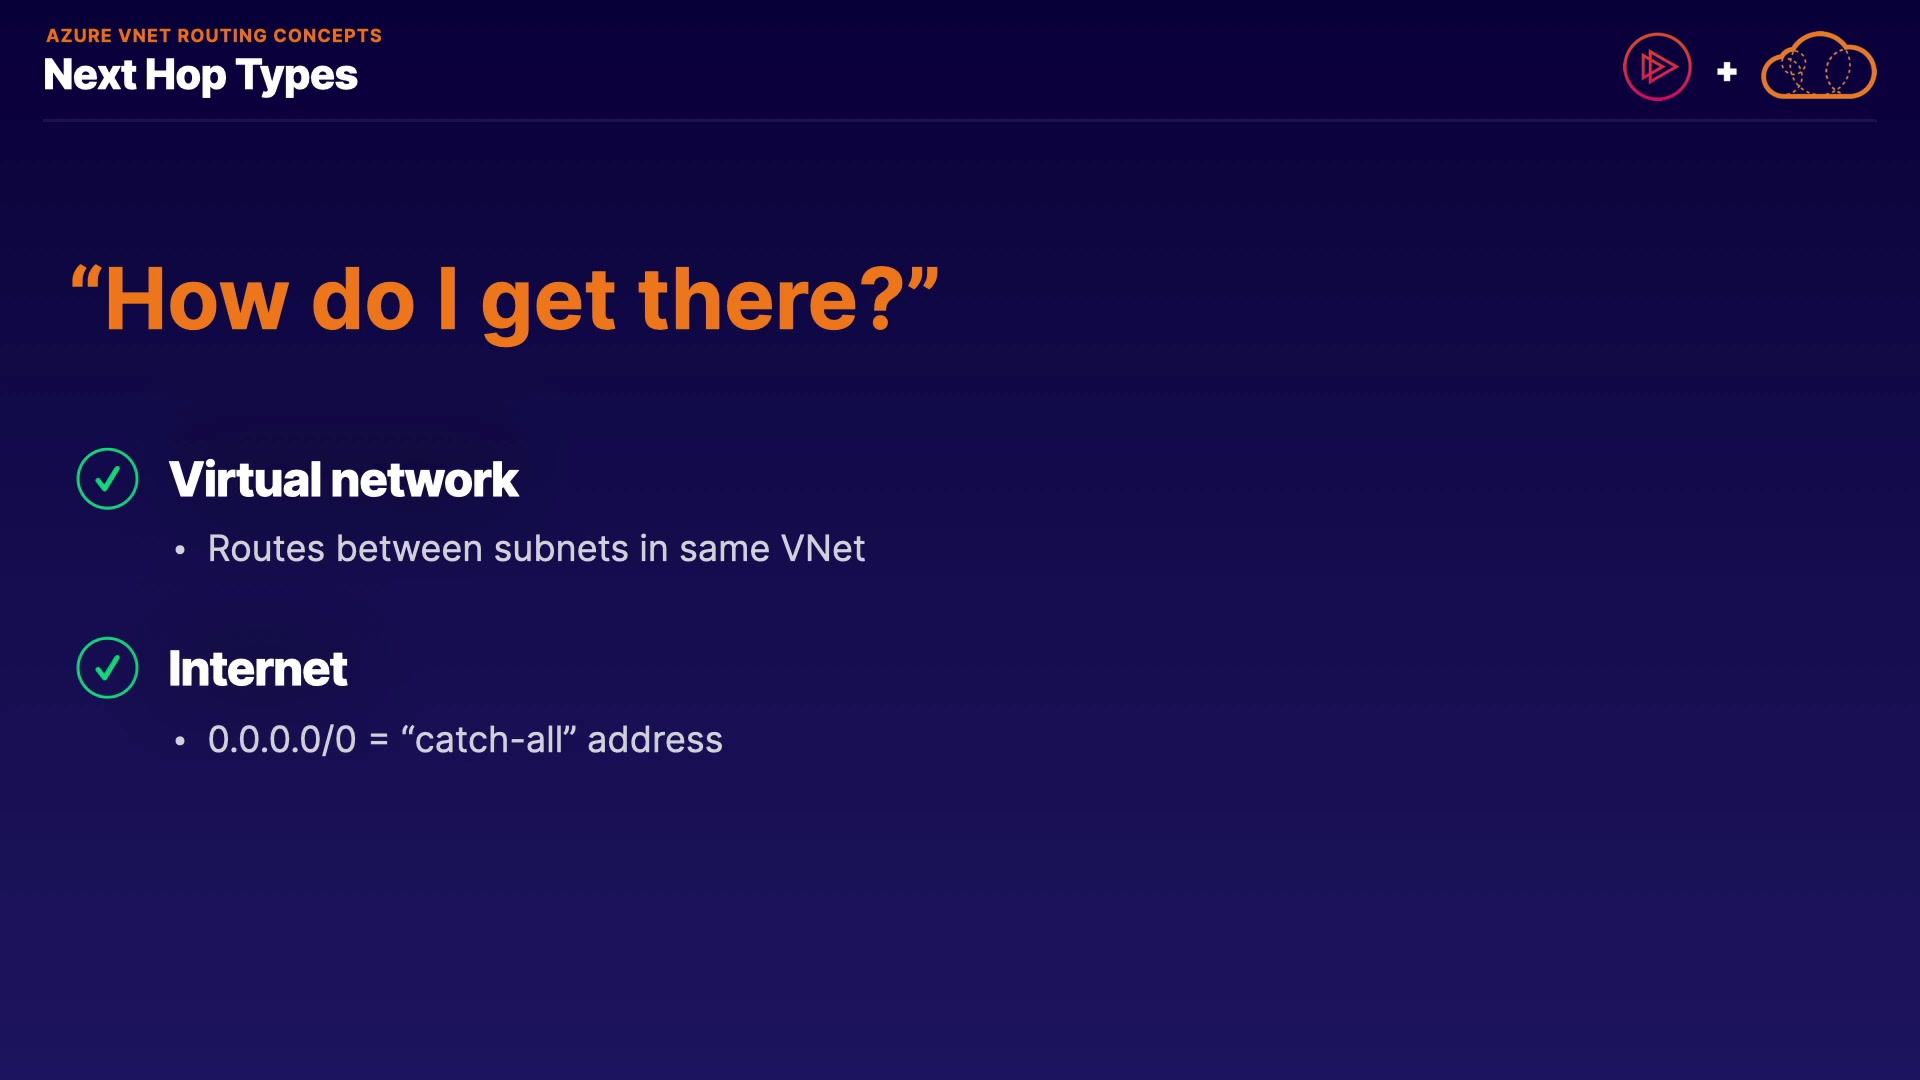 AZURE VNET ROUTING CONCEPTS
Next Hop Types
“How do I get there?”
Virtual network
• Routes between subnets in same VNet
Internet
• 0.0.0.0/0 = “catch-all” address